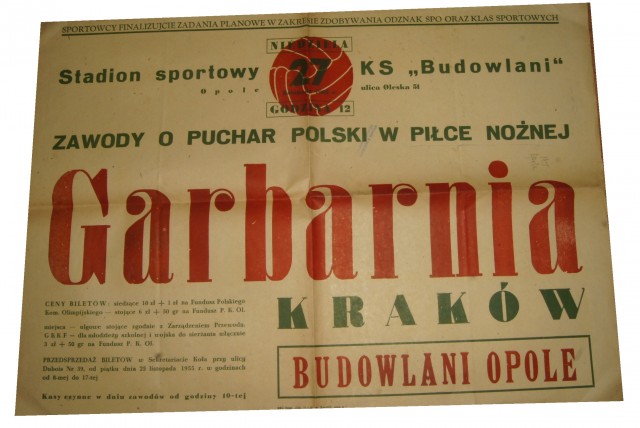 SPORTOWCY FINALIZUJCIE ZADANIA PLANOWE W ZAKRESIE ZDOBYWANIA ODZNAK SPO ORAZ KLAS SPORTOWYCH
NIEDZIELA
Stadion sportowy 27 KS „Budowlani"
Opole ulica Oleska 51
GODZINA 12
ZAWODY O PUCHAR POLSKI W PIŁCE NOŻNEJ
Garbarnia
KRAKÓW
CENY BILETÓW: siedzące 10 zł + 1 zł na Fundusz Polskiego
Kom. Olimpijskiego — stojące 6 zł + 50 gr na Fundusz P. K. Ol.
miejsca — ulgowe stojące zgodnie z Zarządzeniem Przewodn.
G K K F — dla młodzieży szkolnej i wojska do sierżanta włącznie
3 zł + 30 gr na Fundusz P. K. Ol.
PRZEDSPRZEDAŻ BILETÓW w Sekretariacie Koła przy ulicy
Nr 29, od piątku dnia 25 listopada 1955 r. w godzinach
od 8-mej do 17-tej
Kasy czynne w dniu zawodów od godziny 10-tej
BUDOWLANI OPOLE